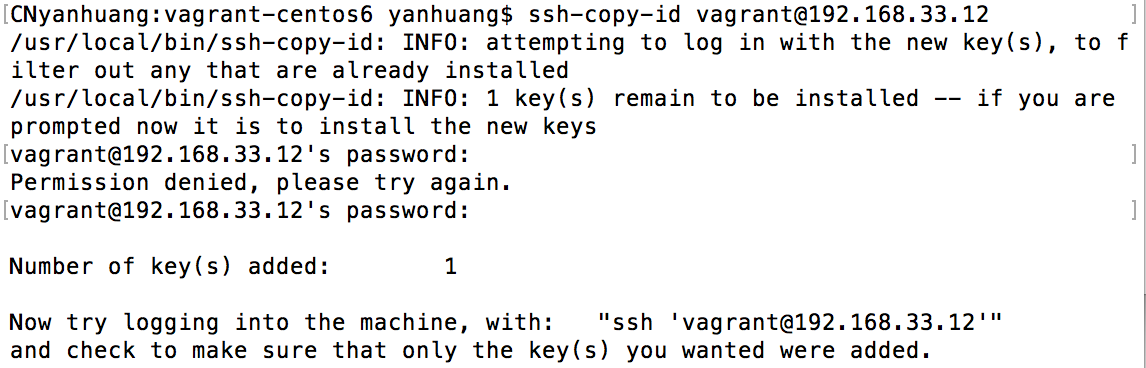 [CNyanhuang:vagrant-centos6 yanhuang$ ssh-copy-id vagrant@192.168.33.12 ]
/usr/local/bin/ssh-copy-id: INFO: attempting to log in with the new key(s), to f
ilter out any that are already installed
/usr/local/bin/ssh-copy-id: INFO: 1 key(s) remain to be installed -- if you are
prompted now it is to install the new keys
[vagrant@192.168.33.12's password: ]
Permission denied, please try again.
[vagrant@192.168.33.12's password: ]
Number of key(s) added:        1
Now try logging into the machine, with:   "ssh 'vagrant@192.168.33.12'"
and check to make sure that only the key(s) you wanted were added.